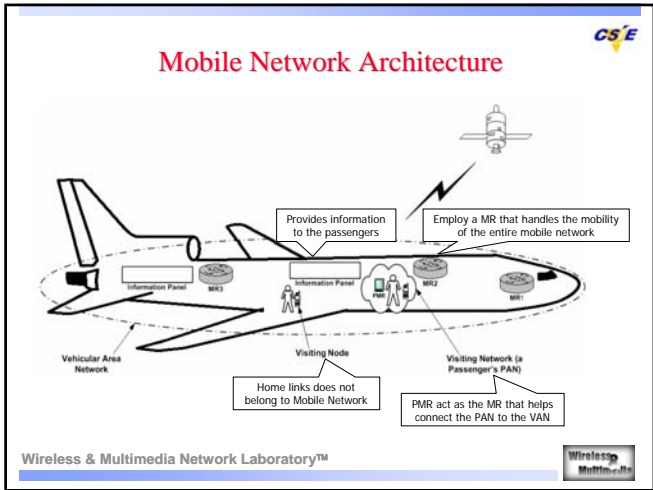 CSIE
Mobile Network Architecture
Provides information
to the passengers
Employ a MR that handles the mobility
of the entire mobile network
Information Panel
MR3
Information Panel
PMR
MR2
MR1
Vehicular Area
Network
Visiting Node
Visiting Network (a
Passenger's PAN)
Home links does not
belong to Mobile Network
PMR act as the MR that helps
connect the PAN to the VAN
Wireless & Multimedia Network Laboratory™
Wireless
Multimedia